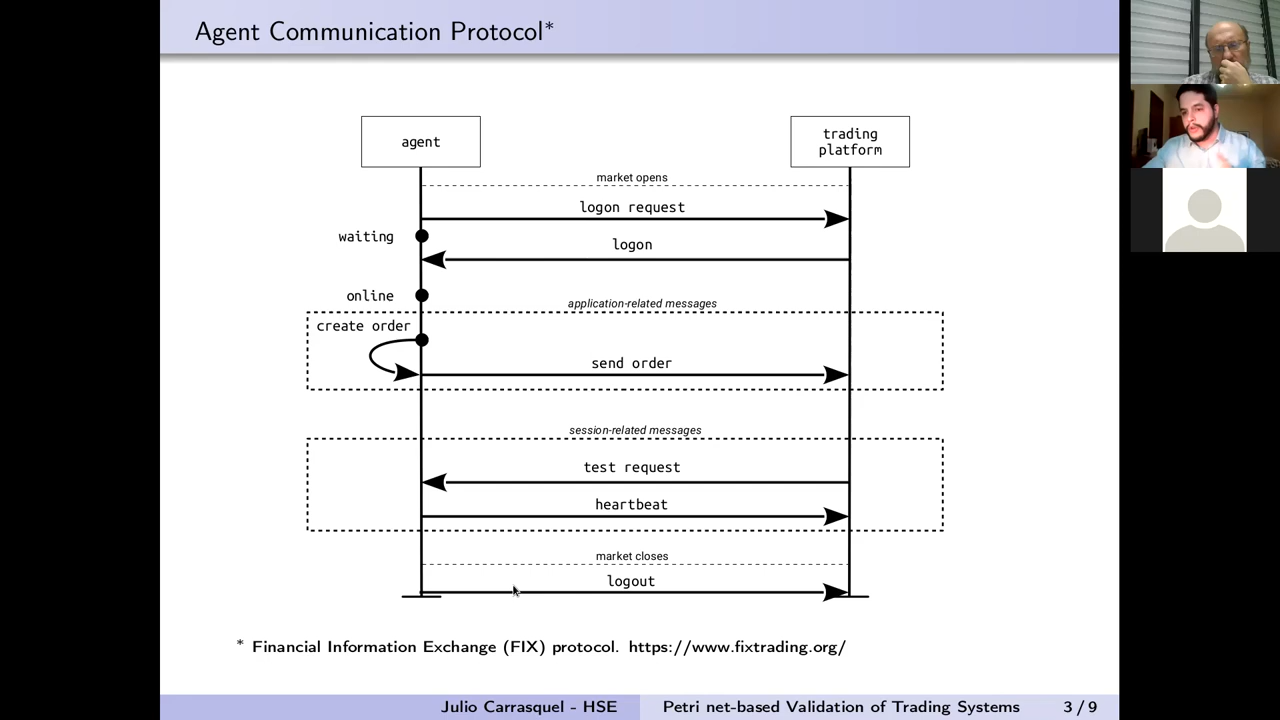 Agent Communication Protocol*
agent
trading
platform
market opens
logon request
waiting
logon
online
application-related messages
create order
send order
session-related messages
test request
heartbeat
market closes
logout
* Financial Information Exchange (FIX) protocol. https://www.fixtrading.org/
Julio Carrasquel - HSE
Petri net-based Validation of Trading Systems
3 / 9